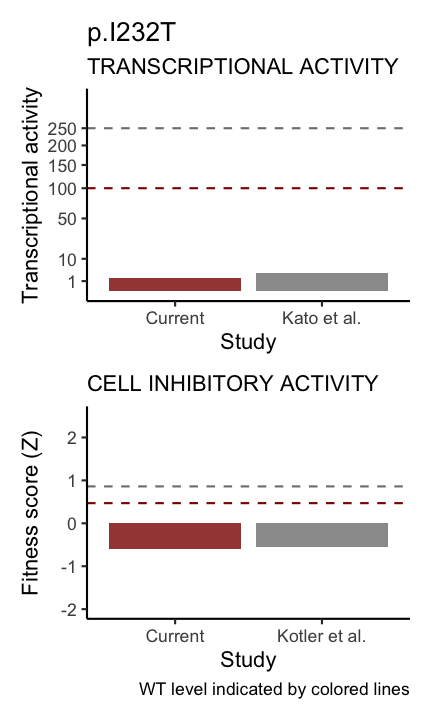 p.I232T
TRANSCRIPTIONAL ACTIVITY
Transcriptional activity
250
200
150
100
50
10
1
Current
Kato et al.
Study
CELL INHIBITORY ACTIVITY
Fitness score (Z)
2
1
0
-1
-2
Current
Kotler et al.
Study
WT level indicated by colored lines